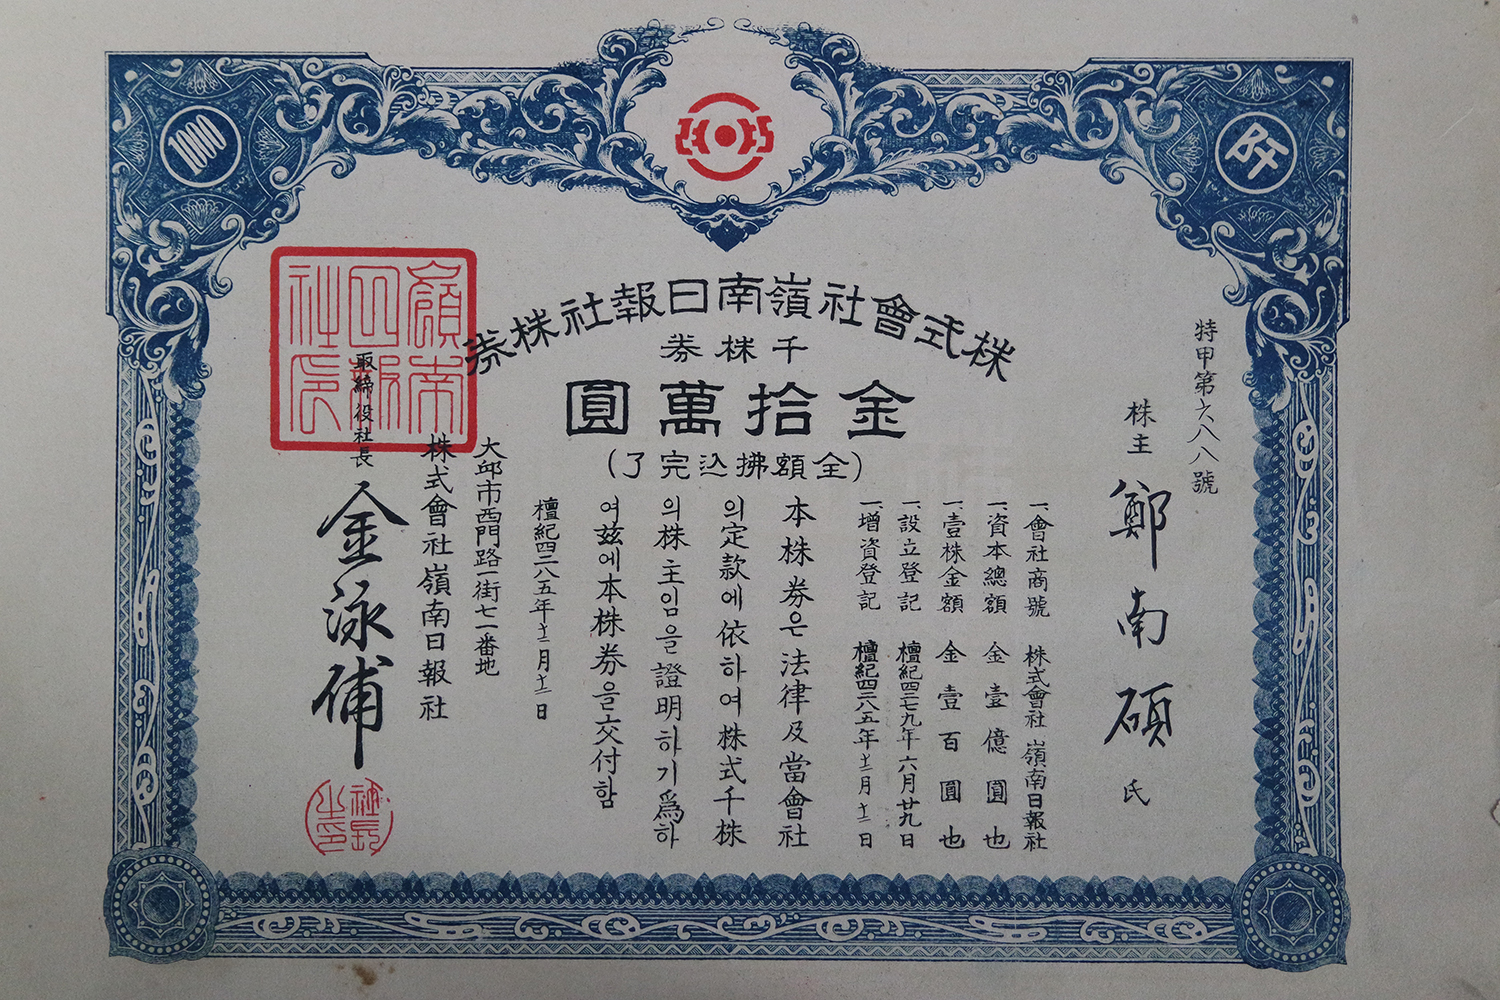 1000
阡
株式會社嶺南日報社株券
千株券
金拾萬圓
(全額拂込完了)
特甲第六八八號
株主 鄭南碩 氏
一、會社商號 株式會社嶺南日報社
一、資本總額 金壹億圓也
一、壹株金額 金壹百圓也
一、設立登記 檀紀四二七九年六月廿九日
一、增資登記 檀紀四二八五年十二月十二日
本株券은法律及當會社
의定款에依하여株式千株
의株主임을證明하기爲하
여玆에本株券을交付함
檀紀四二八五年十二月十二日
大邱市西門路一街七一番地
株式會社嶺南日報社
取締役社長 金泳甫
嶺南日報社印
社長之印